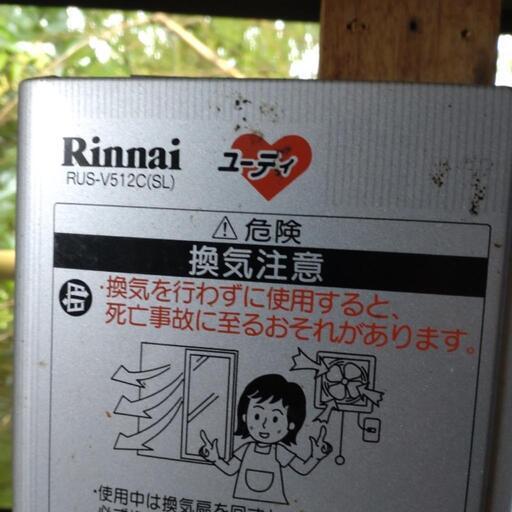 Rinnai
RUS-V512C(SL)
ユーディ
⚠危険
換気注意
・換気を行わずに使用すると、
死亡事故に至るおそれがあります。
・使用中は換気扇を回す